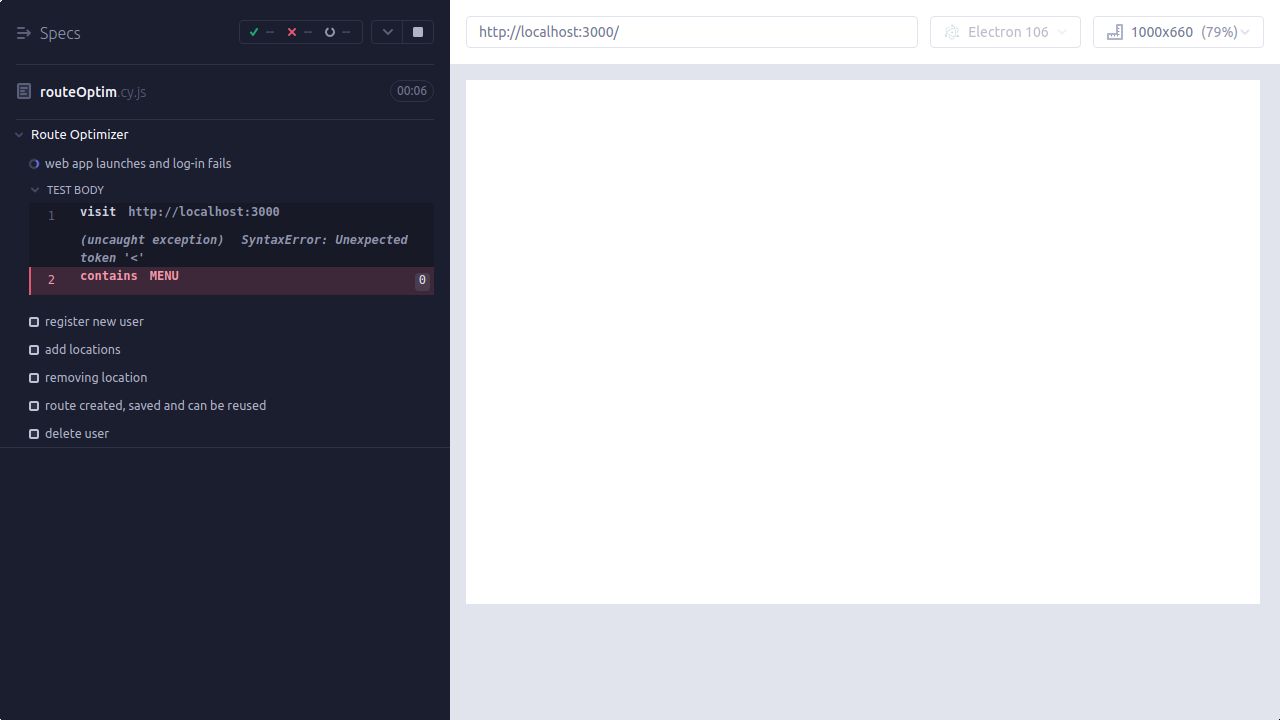 Specs
-- -- --
http://localhost:3000/
Electron 106
1000x660 (79%)
routeOptim.cy.js
00:06
Route Optimizer
web app launches and log-in fails
TEST BODY
1 visit http://localhost:3000
(uncaught exception) SyntaxError: Unexpected
token '<'
2 contains MENU 0
register new user
add locations
removing location
route created, saved and can be reused
delete user